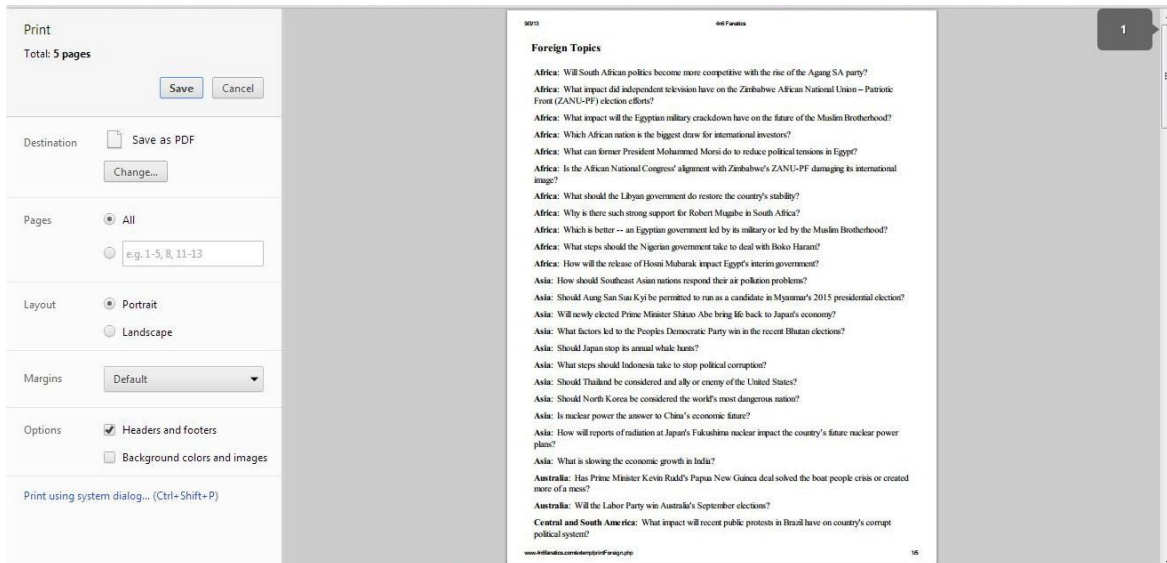 Print
Total: 5 pages
Save
Cancel
Destination
Save as PDF
Change...
Pages
All
e.g. 1-5, 8, 11-13
Layout
Portrait
Landscape
Margins
Default
Options
Headers and footers
Background colors and images
Print using system dialog... (Ctrl+Shift+P)
9/3/13
4n6 Fanatics
1
Foreign Topics
Africa: Will South African politics become more competitive with the rise of the Agang SA party?
Africa: What impact did independent television have on the Zimbabwe African National Union – Patriotic
Front (ZANU-PF) election efforts?
Africa: What impact will the Egyptian military crackdown have on the future of the Muslim Brotherhood?
Africa: Which African nation is the biggest draw for international investors?
Africa: What can former President Mohammed Morsi do to reduce political tensions in Egypt?
Africa: Is the African National Congress' alignment with Zimbabwe's ZANU-PF damaging its international
image?
Africa: What should the Libyan government do restore the country's stability?
Africa: Why is there such strong support for Robert Mugabe in South Africa?
Africa: Which is better -- an Egyptian government led by its military or led by the Muslim Brotherhood?
Africa: What steps should the Nigerian government take to deal with Boko Haram?
Africa: How will the release of Hosni Mubarak impact Egypt's interim government?
Asia: How should Southeast Asian nations respond their air pollution problems?
Asia: Should Aung San Suu Kyi be permitted to run as a candidate in Myanmar's 2015 presidential election?
Asia: Will newly elected Prime Minister Shinzo Abe bring life back to Japan's economy?
Asia: What factors led to the Peoples Democratic Party win in the recent Bhutan elections?
Asia: Should Japan stop its annual whale hunts?
Asia: What steps should Indonesia take to stop political corruption?
Asia: Should Thailand be considered and ally or enemy of the United States?
Asia: Should North Korea be considered the world's most dangerous nation?
Asia: Is nuclear power the answer to China's economic future?
Asia: How will reports of radiation at Japan's Fukushima nuclear impact the country's future nuclear power
plans?
Asia: What is slowing the economic growth in India?
Australia: Has Prime Minister Kevin Rudd's Papua New Guinea deal solved the boat people crisis or created
more of a mess?
Australia: Will the Labor Party win Australia's September elections?
Central and South America: What impact will recent public protests in Brazil have on country's corrupt
political system?
www.4n6fanatics.com/extemp/printForeign.php
1/5